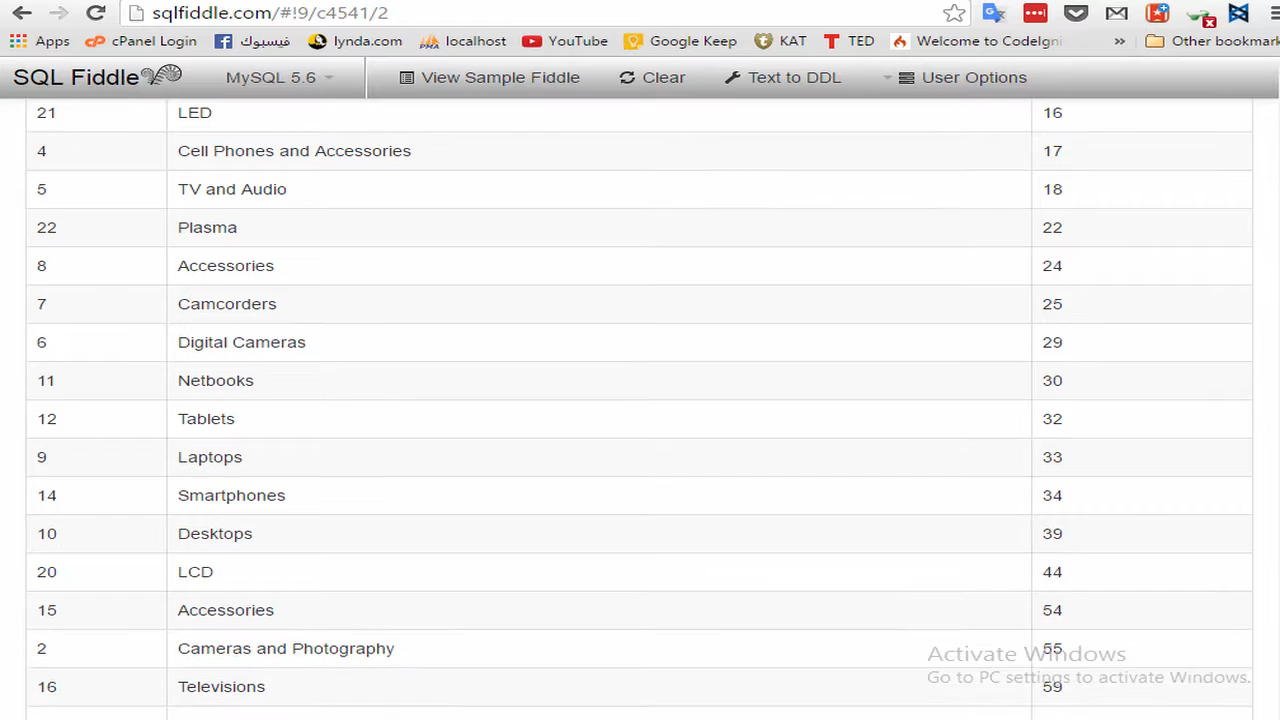 sqlfiddle.com/#!9/c4541/2
Apps cPanel Login فيسبوك lynda.com localhost YouTube Google Keep KAT TED Welcome to CodeIgni » Other bookmark
SQL Fiddle MySQL 5.6 View Sample Fiddle Clear Text to DDL User Options
21 LED 16
4 Cell Phones and Accessories 17
5 TV and Audio 18
22 Plasma 22
8 Accessories 24
7 Camcorders 25
6 Digital Cameras 29
11 Netbooks 30
12 Tablets 32
9 Laptops 33
14 Smartphones 34
10 Desktops 39
20 LCD 44
15 Accessories 54
2 Cameras and Photography 55
16 Televisions 59
Activate Windows
Go to PC settings to activate Windows.